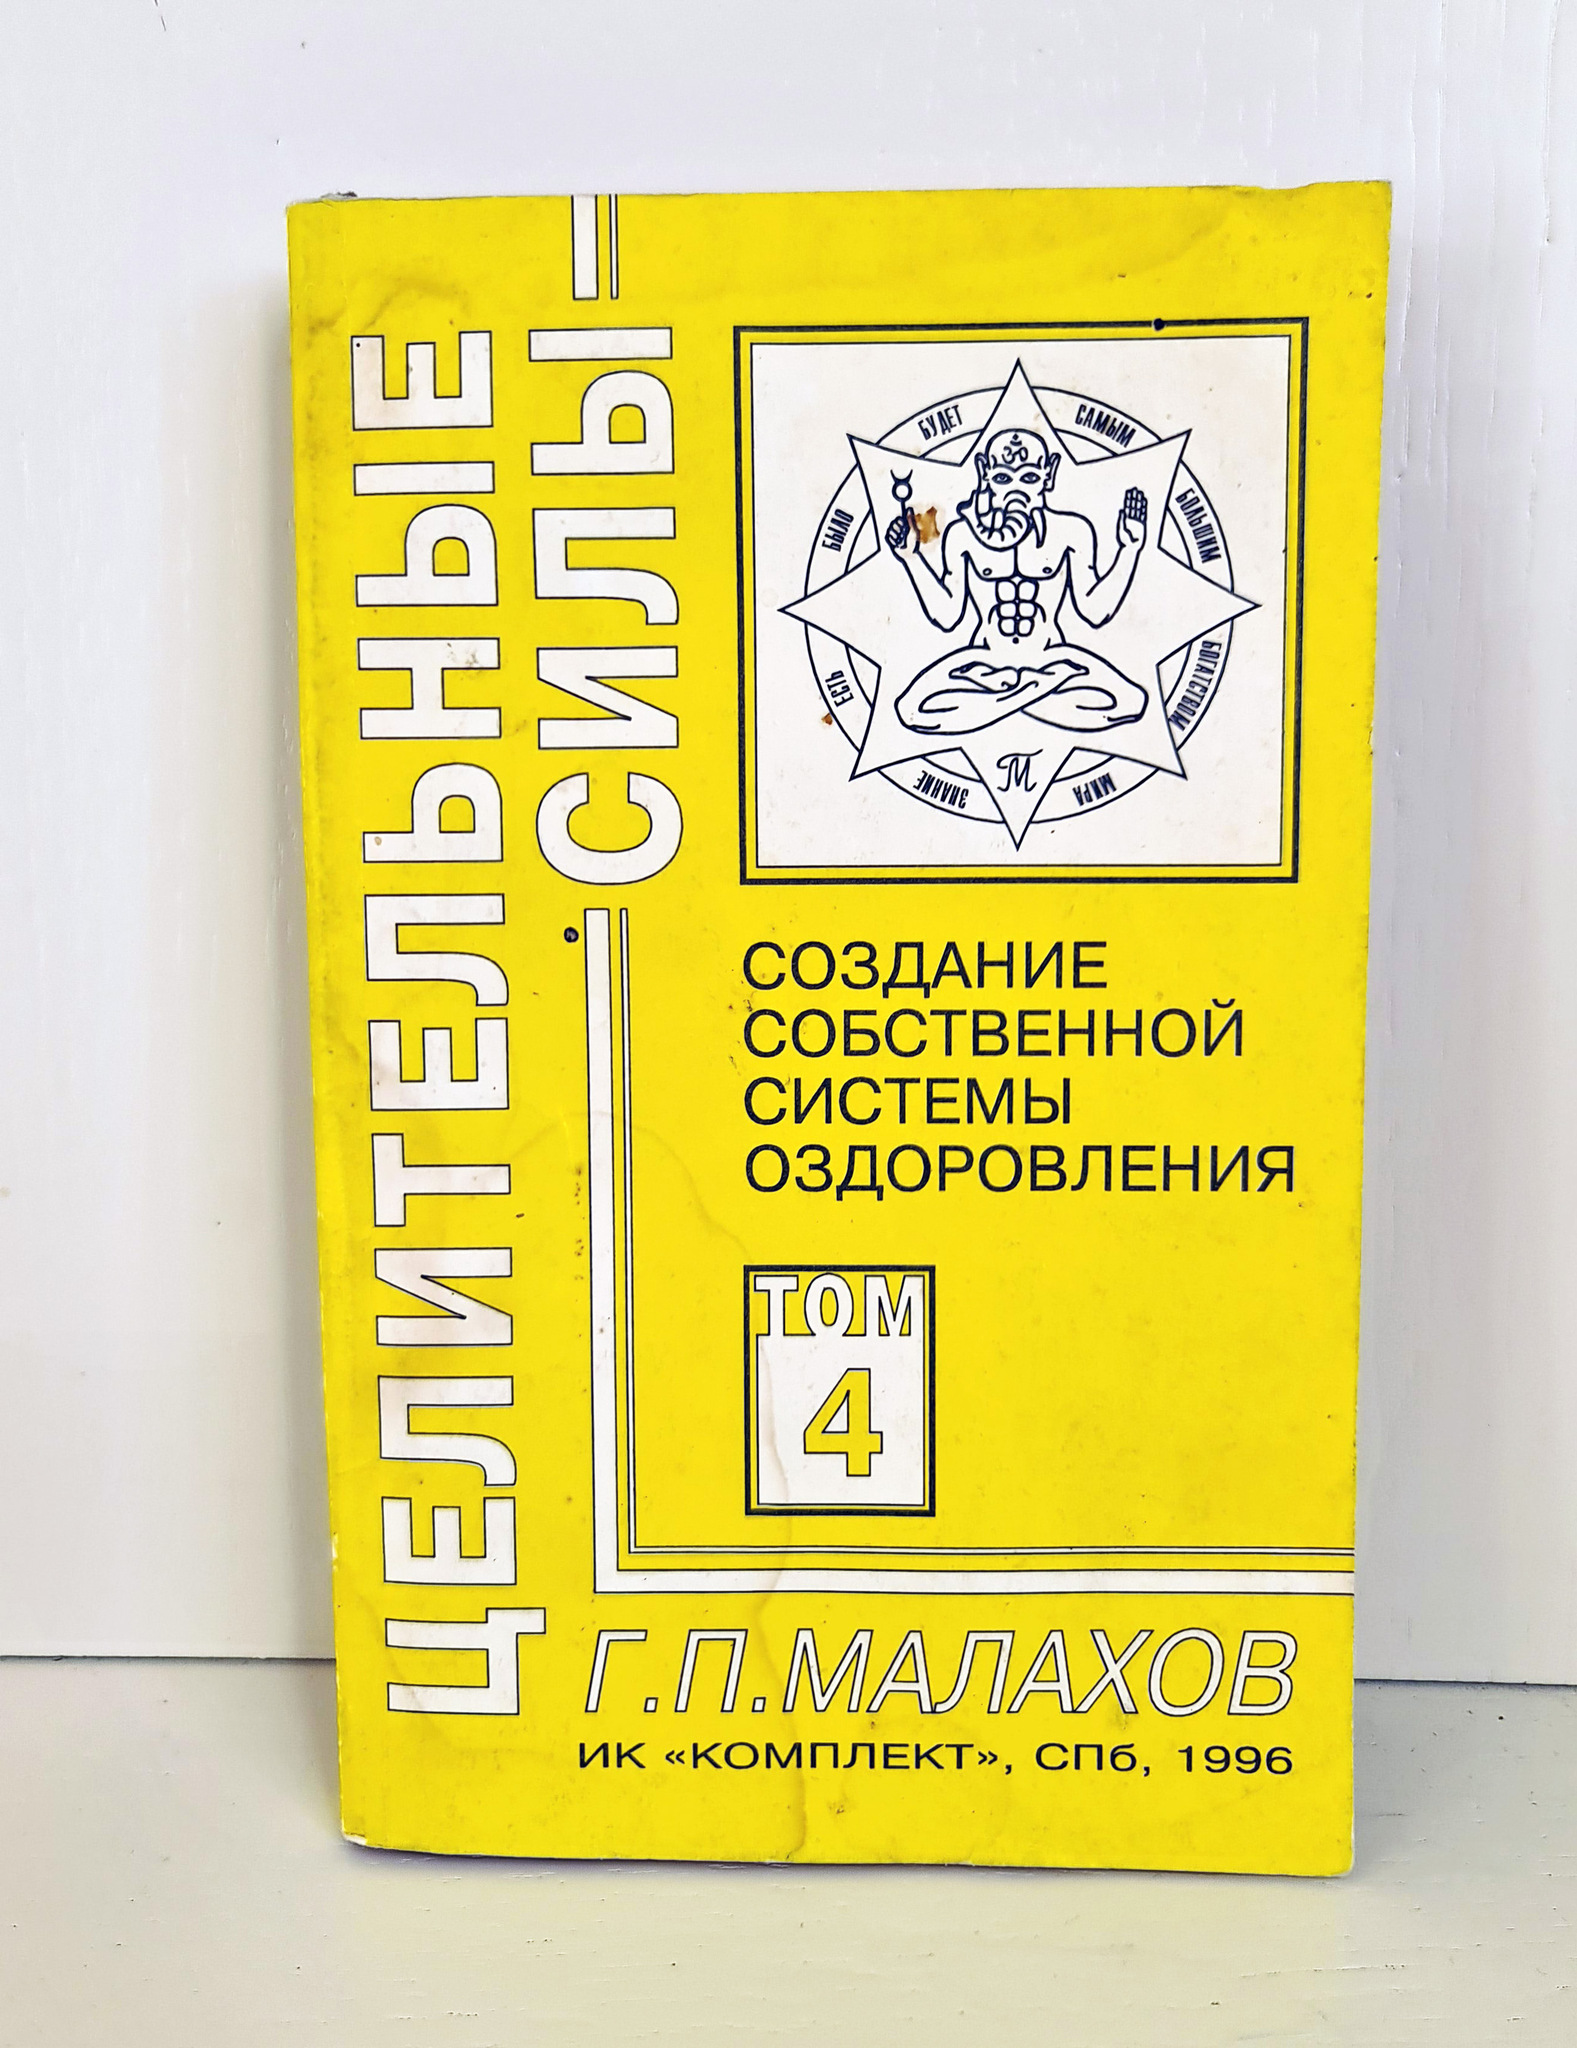 ЦЕЛИТЕЛЬНЫЕ
СИЛЫ
ЗНАНИЕ ЕСТЬ БЫЛО БУДЕТ САМЫМ БОЛЬШИМ БОГАТСТВОМ МИРА
ૐ
М
СОЗДАНИЕ
СОБСТВЕННОЙ
СИСТЕМЫ
ОЗДОРОВЛЕНИЯ
ТОМ
4
Г.П.МАЛАХОВ
ИК «КОМПЛЕКТ», СПб, 1996